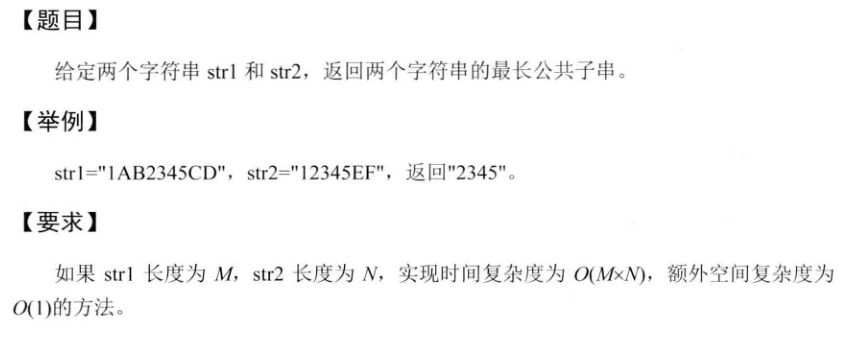 【题目】
给定两个字符串 str1 和 str2，返回两个字符串的最长公共子串。
【举例】
str1="1AB2345CD"，str2="12345EF"，返回"2345"。
【要求】
如果 str1 长度为 M，str2 长度为 N，实现时间复杂度为 O(M×N)，额外空间复杂度为
O(1)的方法。